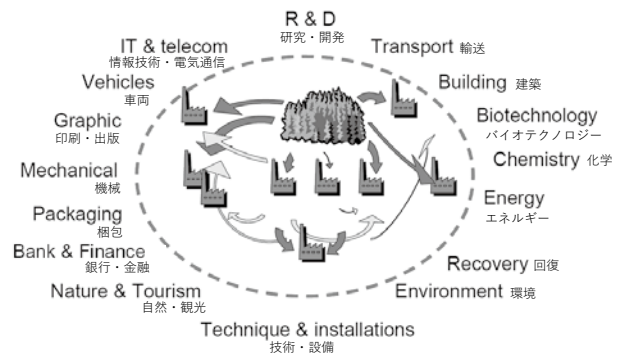 R & D
研究・開発
IT & telecom
情報技術・電気通信
Transport 輸送
Vehicles
車両
Building 建築
Graphic
印刷・出版
Biotechnology
バイオテクノロジー
Mechanical
機械
Chemistry 化学
Packaging
梱包
Energy
エネルギー
Bank & Finance
銀行・金融
Recovery 回復
Nature & Tourism
自然・観光
Environment 環境
Technique & installations
技術・設備